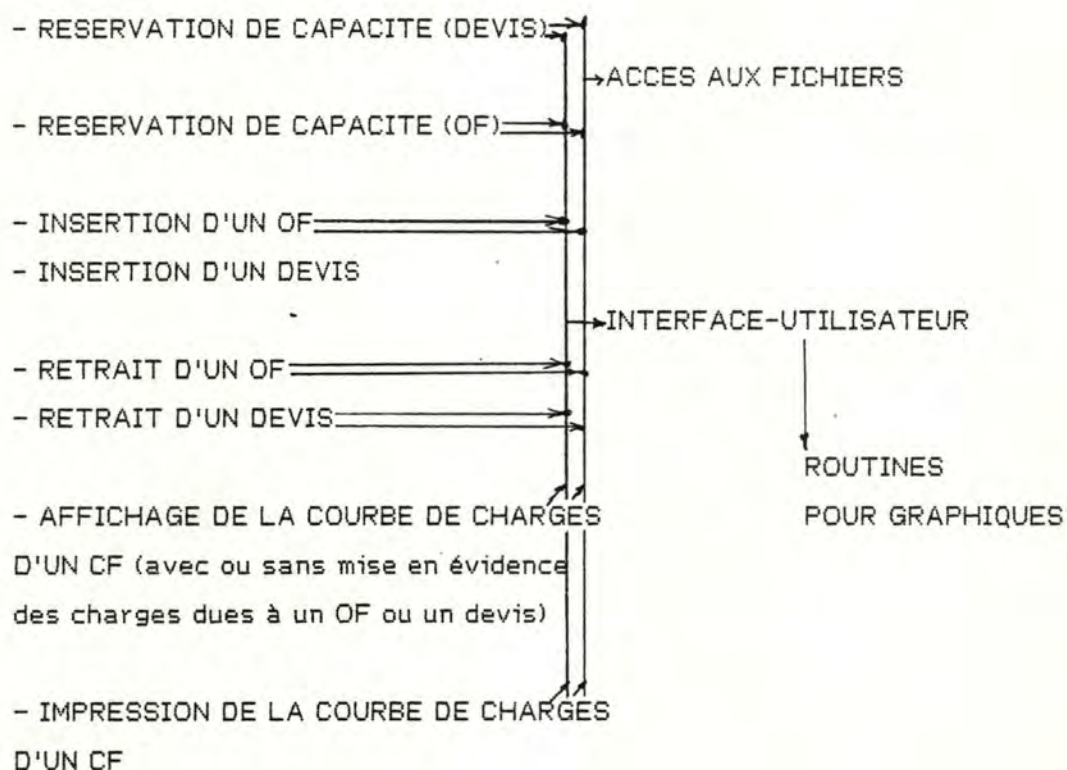 - RESERVATION DE CAPACITE (DEVIS)
ACCES AUX FICHIERS
- RESERVATION DE CAPACITE (OF)
- INSERTION D'UN OF
- INSERTION D'UN DEVIS
INTERFACE-UTILISATEUR
- RETRAIT D'UN OF
- RETRAIT D'UN DEVIS
ROUTINES
POUR GRAPHIQUES
- AFFICHAGE DE LA COURBE DE CHARGES
D'UN CF (avec ou sans mise en évidence
des charges dues à un OF ou un devis)
- IMPRESSION DE LA COURBE DE CHARGES
D'UN CF